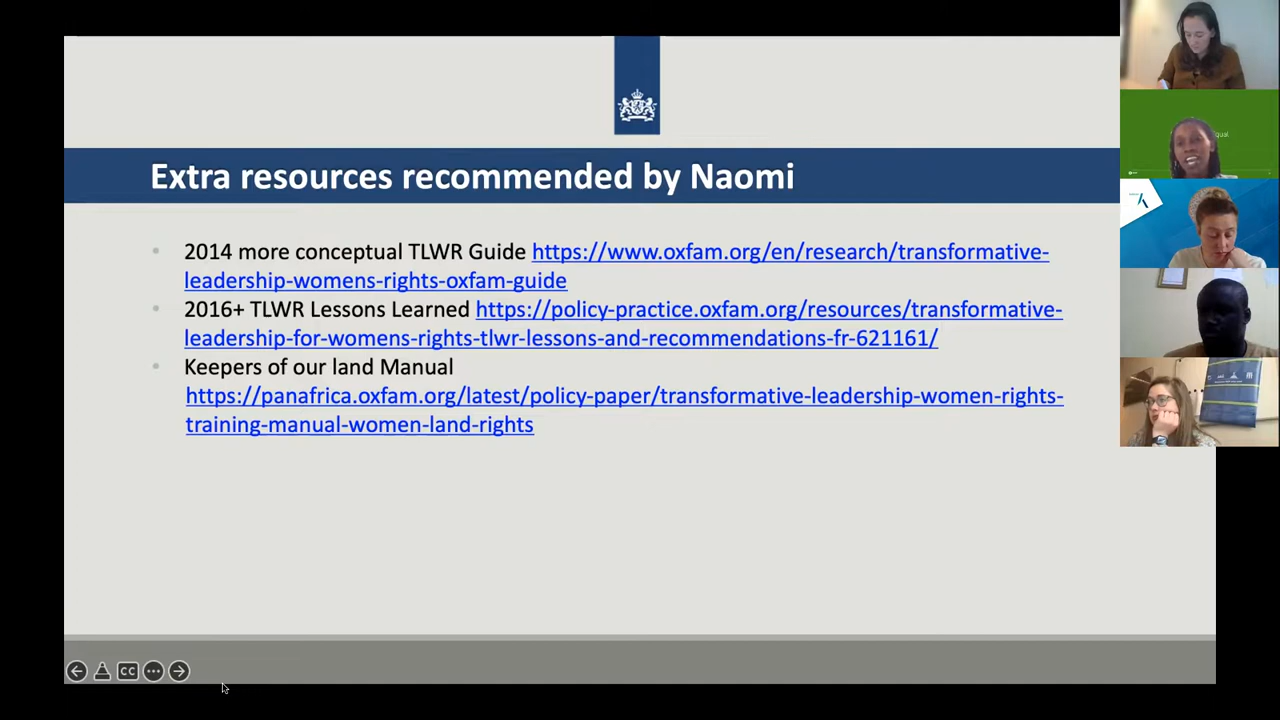 Extra resources recommended by Naomi
2014 more conceptual TLWR Guide https://www.oxfam.org/en/research/transformative-
leadership-womens-rights-oxfam-guide
2016+ TLWR Lessons Learned https://policy-practice.oxfam.org/resources/transformative-
leadership-for-womens-rights-tlwr-lessons-and-recommendations-fr-621161/
Keepers of our land Manual
https://panafrica.oxfam.org/latest/policy-paper/transformative-leadership-women-rights-
training-manual-women-land-rights
CC